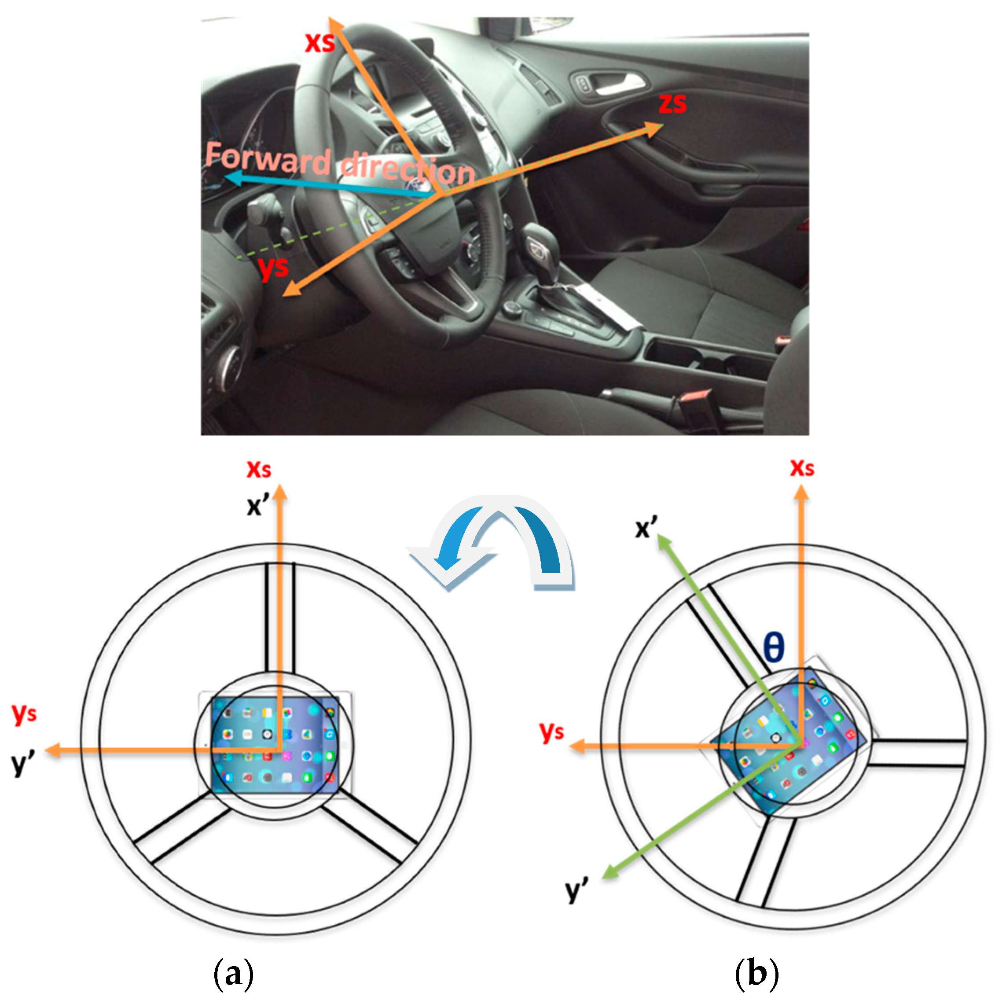 xs
zs
Forward direction
ys
xs
x’
ys
y’
(a)
xs
x’
θ
ys
y’
(b)